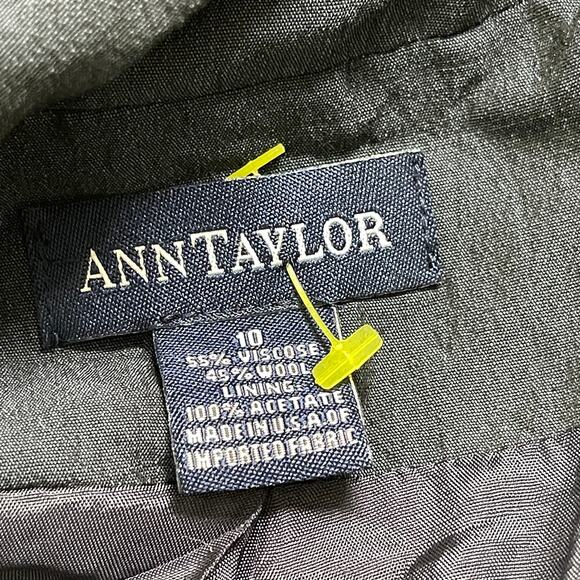 ANNTAYLOR
10
55% VISCOSE
45% WOOL
LINING
100% ACETATE
MADE IN U.S.A OF
IMPORTED FABRIC